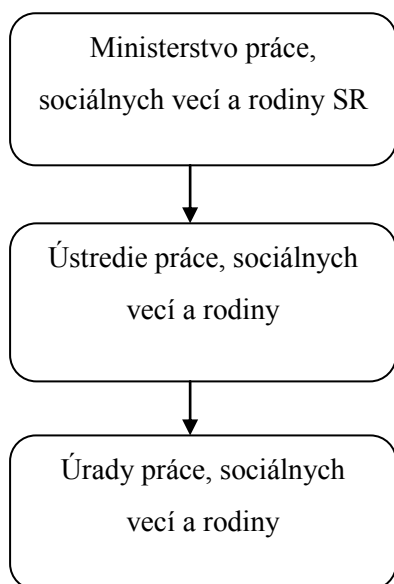 Ministerstvo práce,
sociálnych vecí a rodiny SR
Ústredie práce, sociálnych
vecí a rodiny
Úrady práce, sociálnych
vecí a rodiny